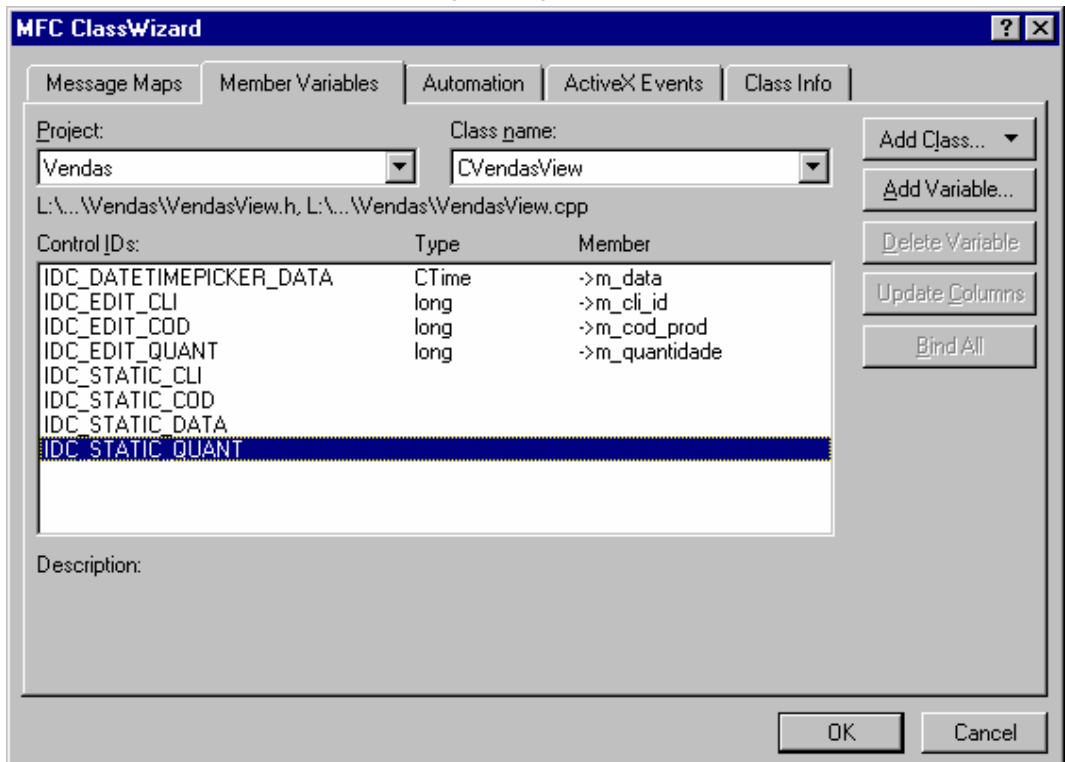 MFC ClassWizard
Message Maps Member Variables Automation ActiveX Events Class Info
Project: Class name:
Vendas CVendasView
L:\...\Vendas\VendasView.h, L:\...\Vendas\VendasView.cpp
Control IDs: Type Member
IDC_DATETIMEPICKER_DATA CTime ->m_data
IDC_EDIT_CLI long ->m_cli_id
IDC_EDIT_COD long ->m_cod_prod
IDC_EDIT_QUANT long ->m_quantidade
IDC_STATIC_CLI
IDC_STATIC_COD
IDC_STATIC_DATA
IDC_STATIC_QUANT
Description:
Add Class...
Add Variable...
Delete Variable
Update Columns
Bind All
OK Cancel